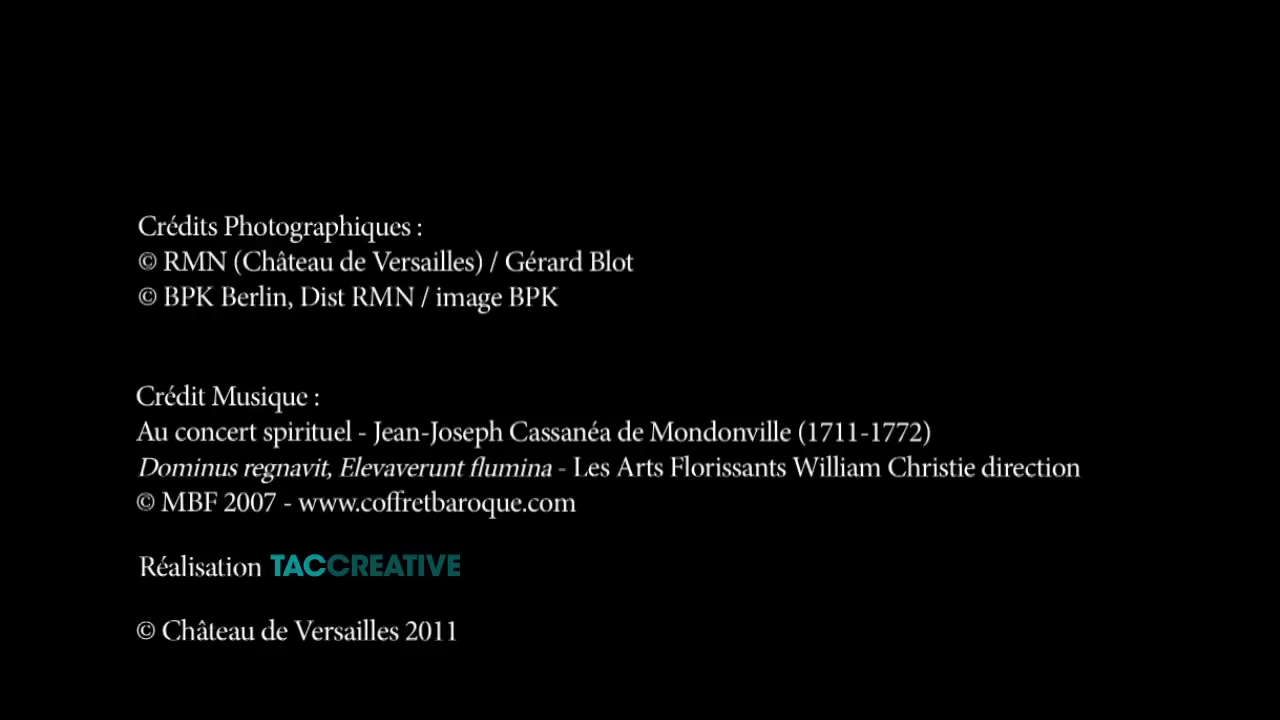 Crédits Photographiques :
© RMN (Château de Versailles) / Gérard Blot
© BPK Berlin, Dist RMN / image BPK
Crédit Musique :
Au concert spirituel - Jean-Joseph Cassanéa de Mondonville (1711-1772)
Dominus regnavit, Elevaverunt flumina - Les Arts Florissants William Christie direction
© MBF 2007 - www.coffretbaroque.com
Réalisation TACCREATIVE
© Château de Versailles 2011